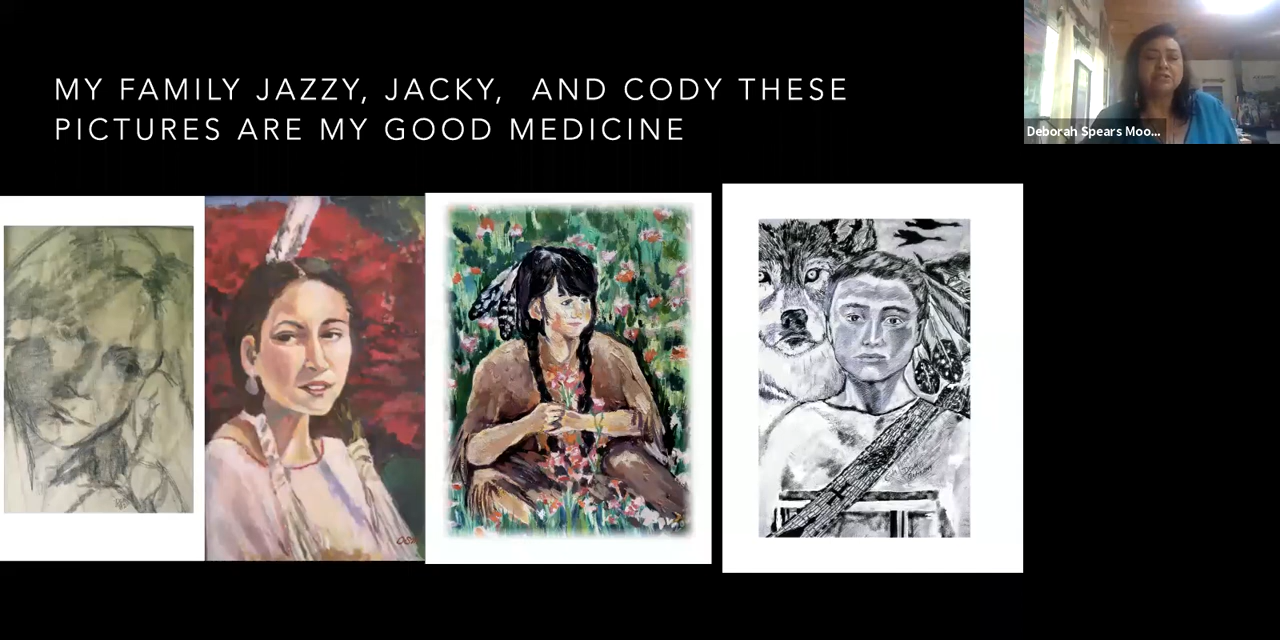 MY FAMILY JAZZY, JACKY, AND CODY THESE
PICTURES ARE MY GOOD MEDICINE
Deborah Spears Moo...